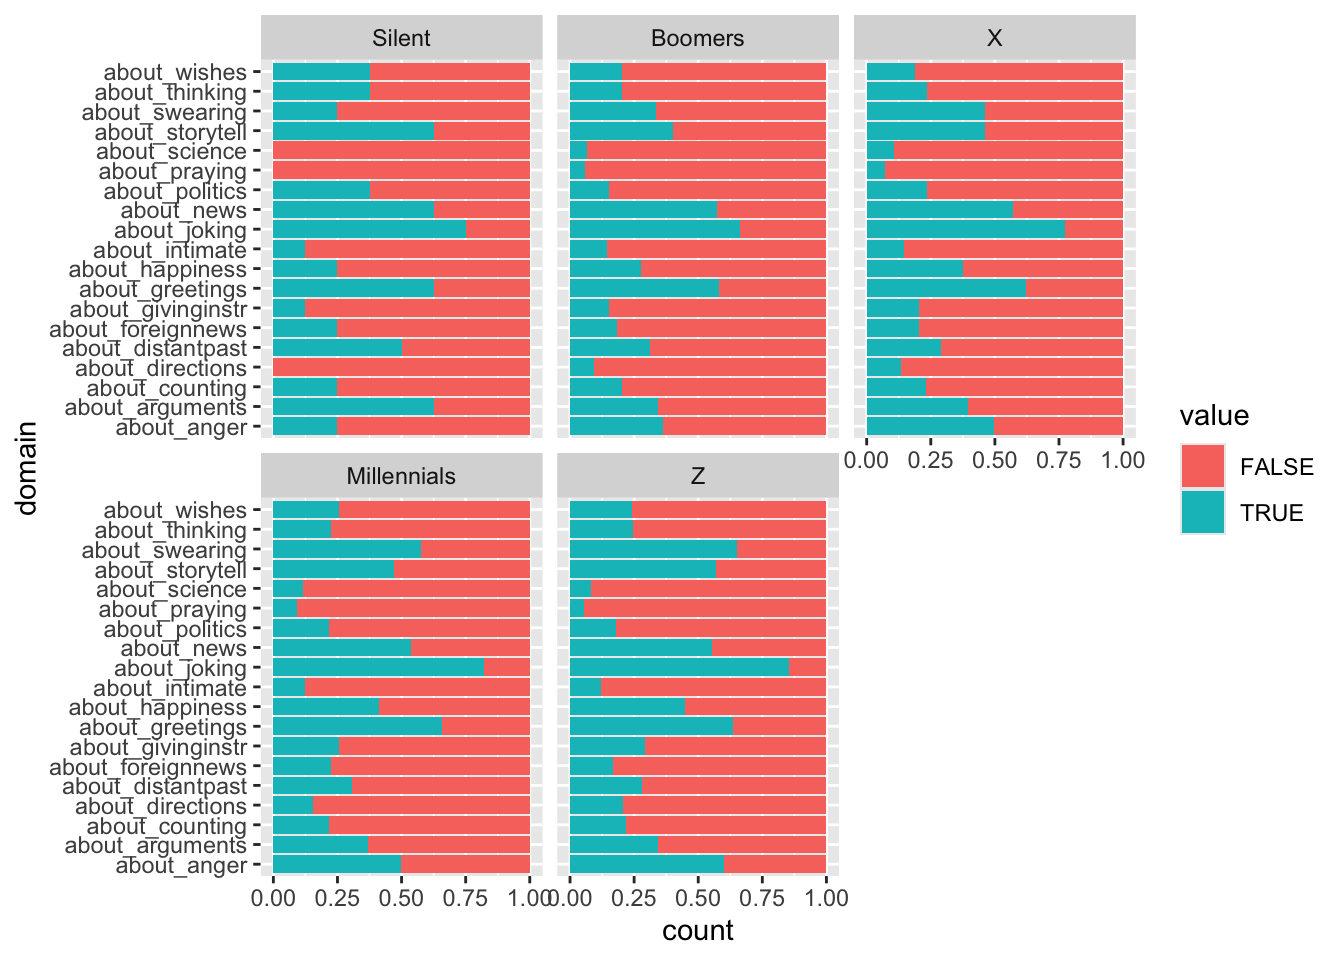 Silent
Boomers
X
about_wishes
about_thinking
about_swearing
about_storytell
about_science
about_praying
about_politics
about_news
about_joking
about_intimate
about_happiness
about_greetings
about_givinginstr
about_foreignnews
about_distantpast
about_directions
about_counting
about_arguments
about_anger
0.00 0.25 0.50 0.75 1.00
Millennials
Z
about_wishes
about_thinking
about_swearing
about_storytell
about_science
about_praying
about_politics
about_news
about_joking
about_intimate
about_happiness
about_greetings
about_givinginstr
about_foreignnews
about_distantpast
about_directions
about_counting
about_arguments
about_anger
0.00 0.25 0.50 0.75 1.00
0.00 0.25 0.50 0.75 1.00
count
domain
value
FALSE
TRUE